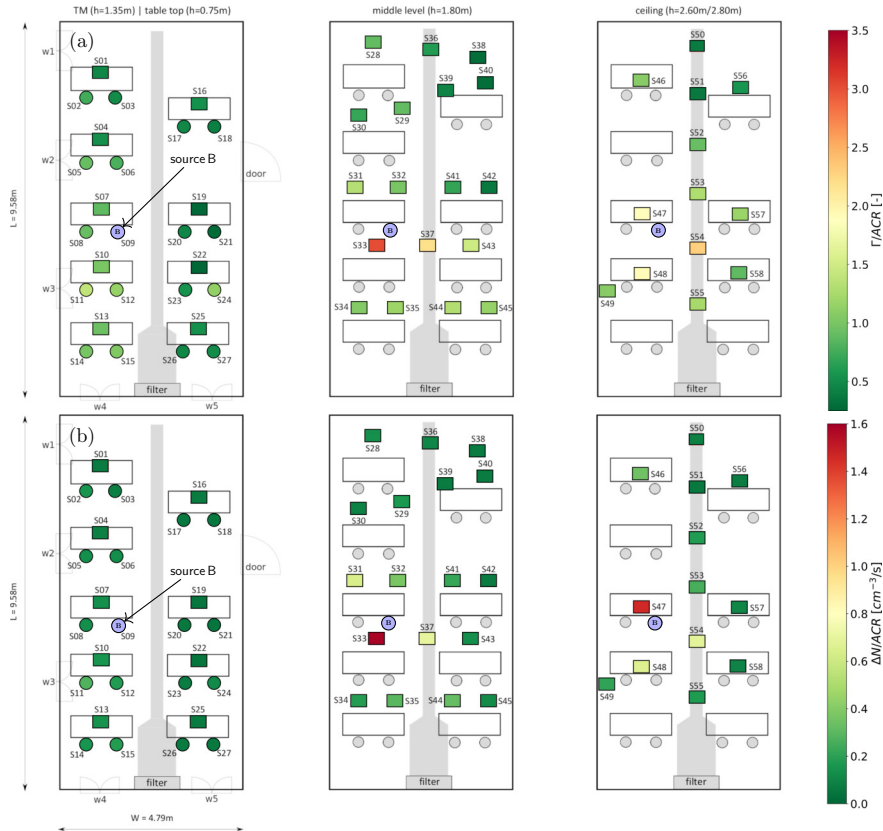 TM (h=1.35m) | table top (h=0.75m)
middle level (h=1.80m)
ceiling (h=2.60m/2.80m)
(a)
w1
S01
S02
S03
S16
S17
S18
w2
S04
S05
S06
source B
door
S07
S08
B
S09
S19
S20
S21
w3
S10
S11
S12
S22
S23
S24
S13
S14
S15
S25
S26
S27
filter
w4
w5
L = 9.58m
S28
S36
S38
S39
S40
S30
S29
S31
S32
S41
S42
B
S33
S37
S43
S34
S35
S44
S45
filter
S50
S46
S51
S56
S52
S53
S47
S57
B
S54
S48
S58
S49
S55
filter
3.5
3.0
2.5
2.0
1.5
1.0
0.5
Γ/ACR [-]
(b)
w1
S01
S02
S03
S16
S17
S18
w2
S04
S05
S06
source B
door
S07
S08
B
S09
S19
S20
S21
w3
S10
S11
S12
S22
S23
S24
S13
S14
S15
S25
S26
S27
filter
w4
w5
L = 9.58m
W = 4.79m
S28
S36
S38
S39
S40
S30
S29
S31
S32
S41
S42
B
S33
S37
S43
S34
S35
S44
S45
filter
S50
S46
S51
S56
S52
S53
S47
S57
B
S54
S48
S58
S49
S55
filter
1.6
1.4
1.2
1.0
0.8
0.6
0.4
0.2
0.0
ΔN/ACR [cm⁻³/s]